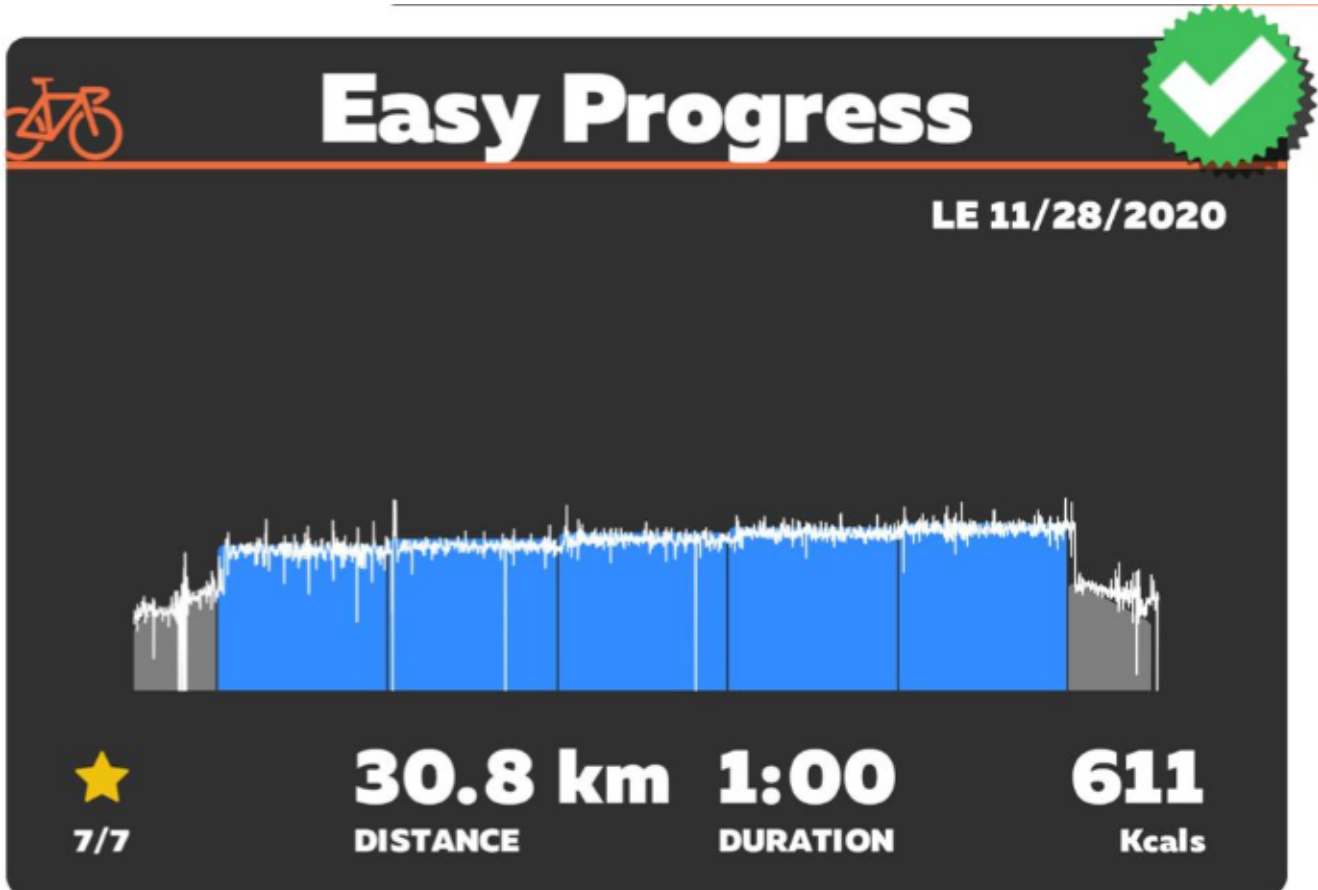 Easy Progress
LE 11/28/2020
30.8 km 1:00 611
7/7 DISTANCE DURATION Kcals